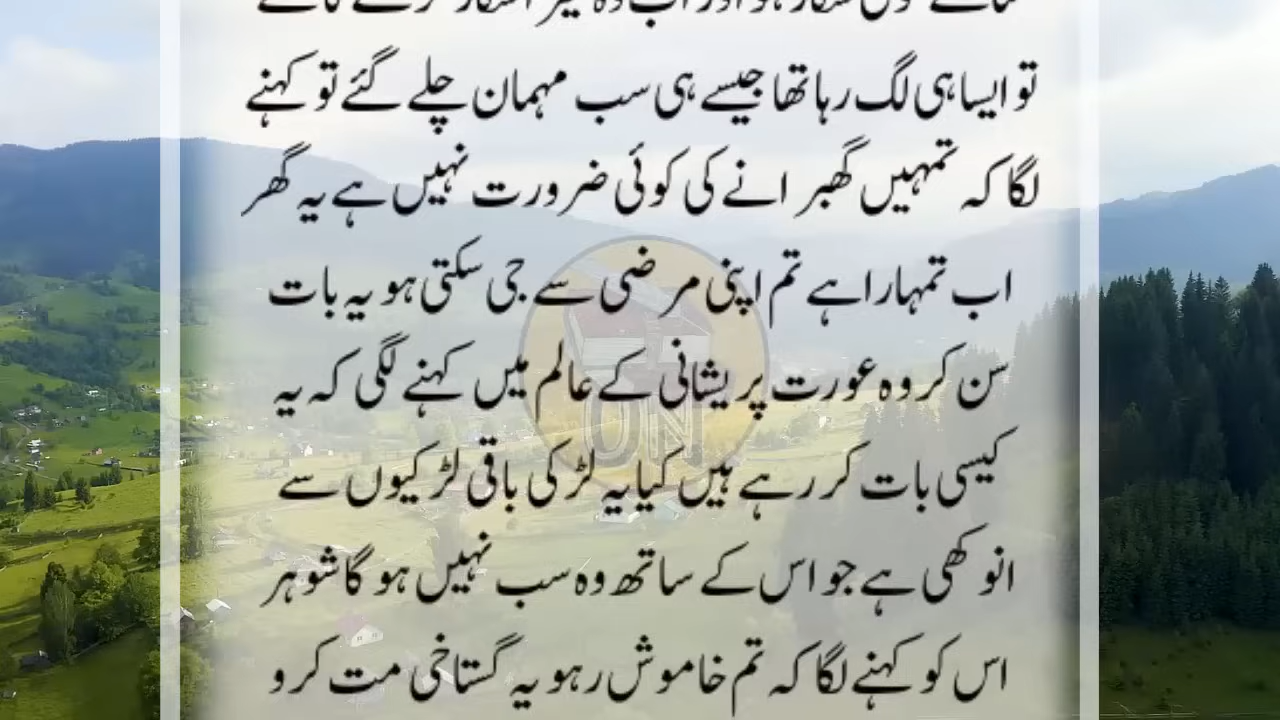 تو ایسا ہی لگ رہا تھا جیسے ہی سب مہمان چلے گئے تو کہنے
لگا کہ تمہیں گھبرانے کی کوئی ضرورت نہیں ہے یہ گھر
اب تمہارا ہے تم اپنی مرضی سے جی سکتی ہو یہ بات
سن کر وہ عورت پریشانی کے عالم میں کہنے لگی کہ یہ
کیسی بات کر رہے ہیں کیا یہ لڑکی باقی لڑکیوں سے
انوکھی ہے جو اس کے ساتھ وہ سب نہیں ہو گا شوہر
اس کو کہنے لگا کہ تم خاموش رہو یہ گستاخی مت کرو
UN